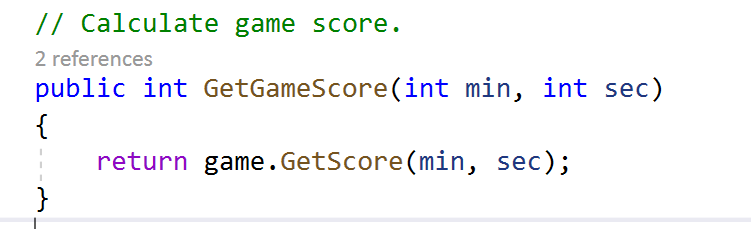 // Calculate game score.
2 references
public int GetGameScore(int min, int sec)
{
    return game.GetScore(min, sec);
}